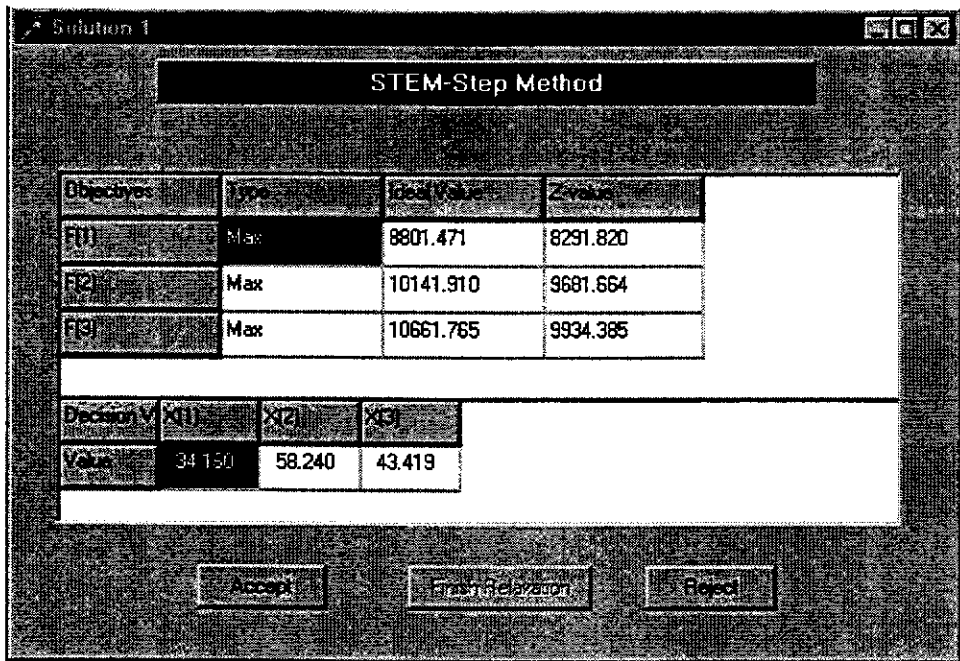 Solution 1
STEM-Step Method
Objectives Type Ideal Value Z-value
F(1) Max 8801.471 8291.820
F(2) Max 10141.910 9681.664
F(3) Max 10661.765 9934.385
Decision V X(1) X(2) X(3)
Value 34.190 58.240 43.419
Accept Finish Relaxation Reject